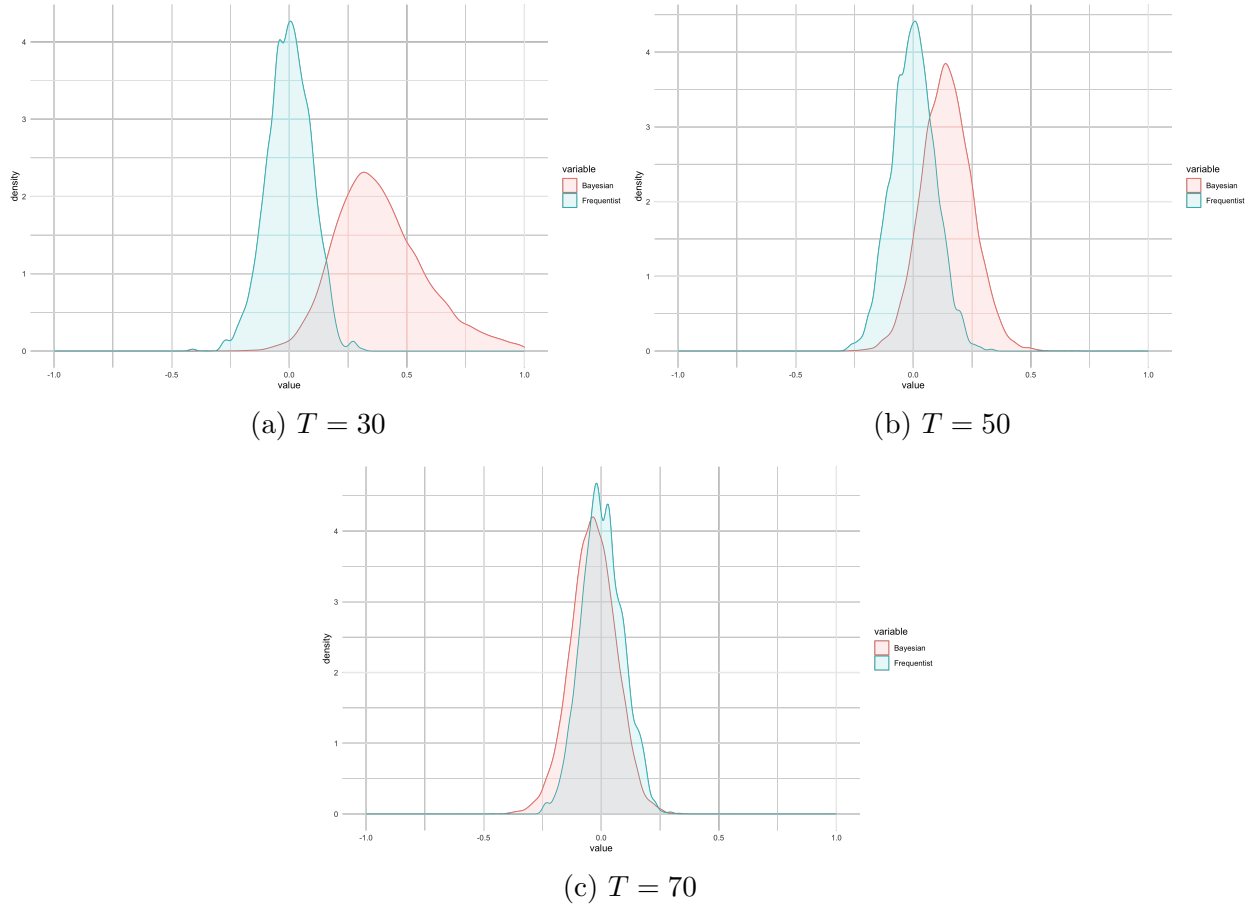 density
4
3
2
1
0
-1.0 -0.5 0.0 0.5 1.0
value
variable
Bayesian
Frequentist
(a) T = 30
density
4
3
2
1
0
-1.0 -0.5 0.0 0.5 1.0
value
variable
Bayesian
Frequentist
(b) T = 50
density
4
3
2
1
0
-1.0 -0.5 0.0 0.5 1.0
value
variable
Bayesian
Frequentist
(c) T = 70